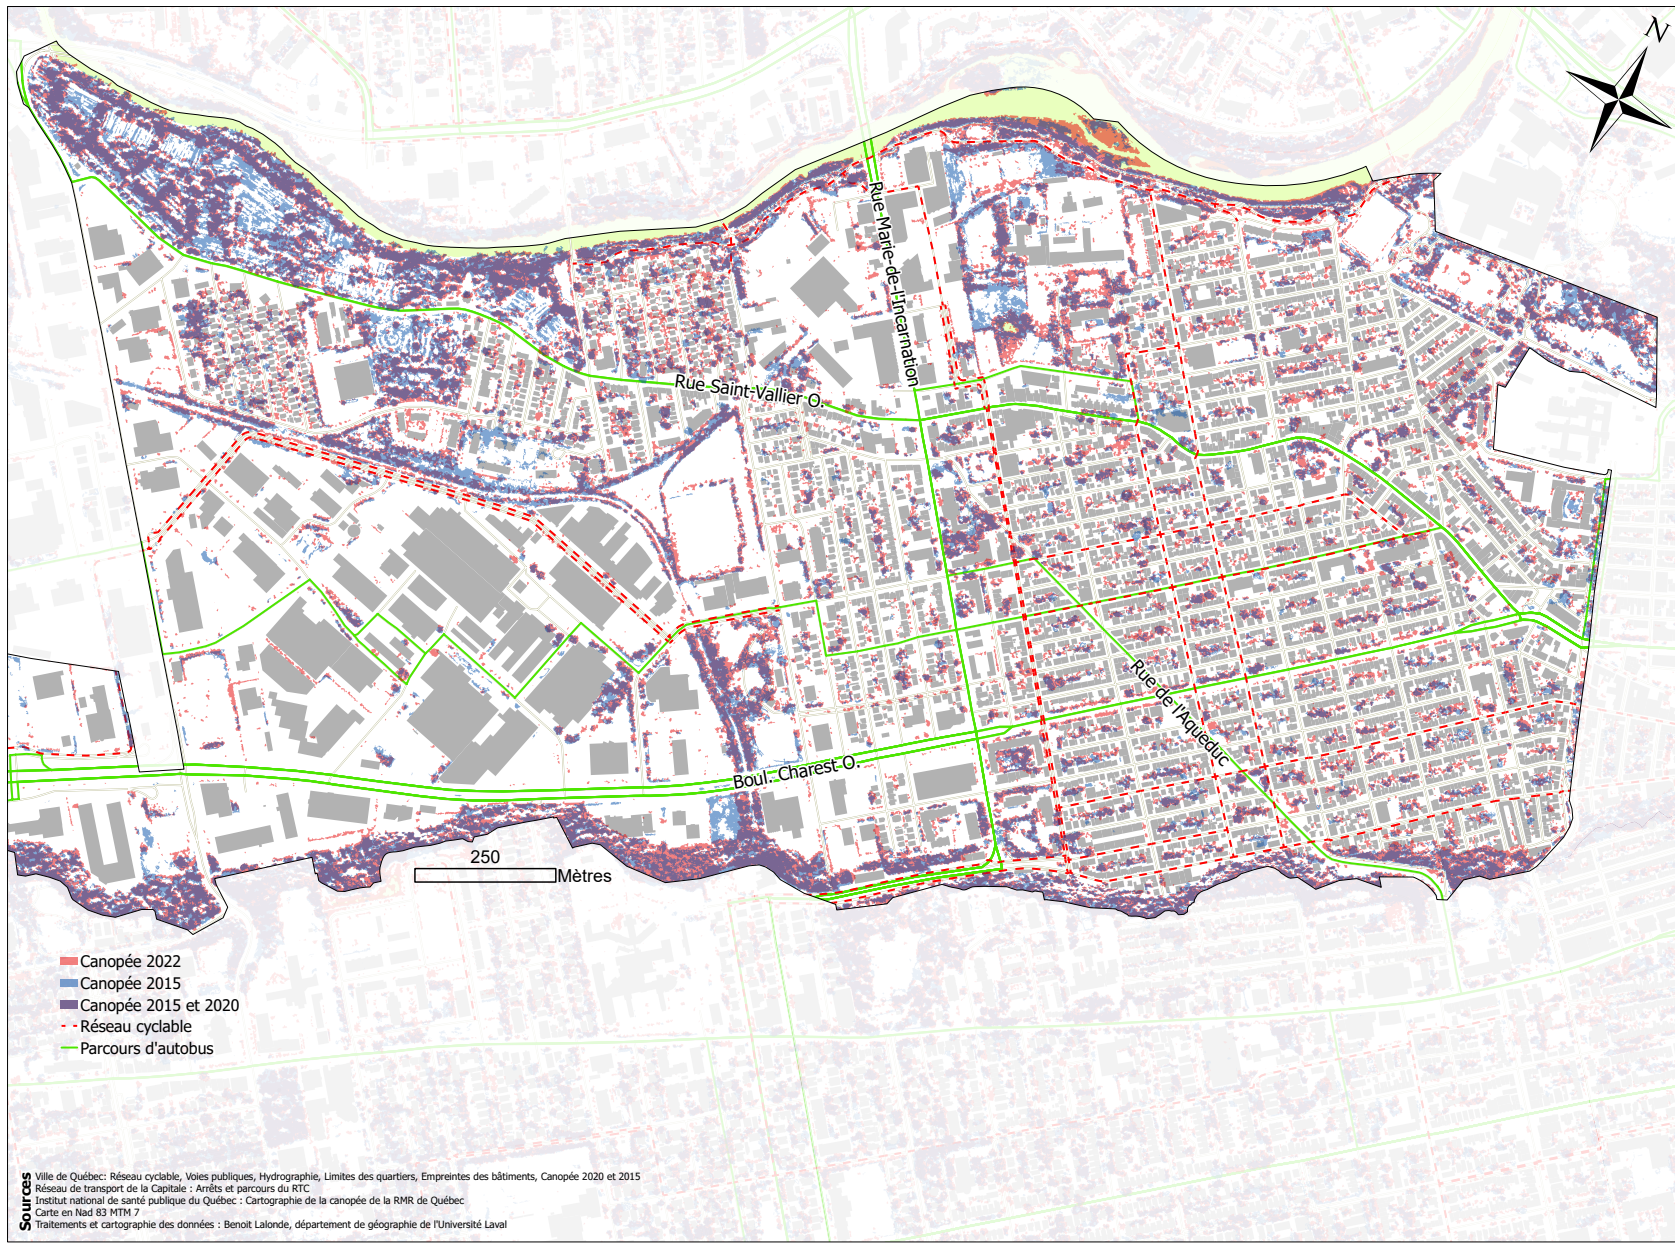 N
Rue Marie-de-l'Incarnation
Rue Saint-Vallier O.
Rue de l'Aqueduc
Boul. Charest O.
250
Mètres
Canopée 2022
Canopée 2015
Canopée 2015 et 2020
Réseau cyclable
Parcours d'autobus
Sources
Ville de Québec: Réseau cyclable, Voies publiques, Hydrographie, Limites des quartiers, Empreintes des bâtiments, Canopée 2020 et 2015
Réseau de transport de la Capitale : Arrêts et parcours du RTC
Institut national de santé publique du Québec : Cartographie de la canopée de la RMR de Québec
Carte en Nad 83 MTM 7
Traitements et cartographie des données : Benoit Lalonde, département de géographie de l'Université Laval